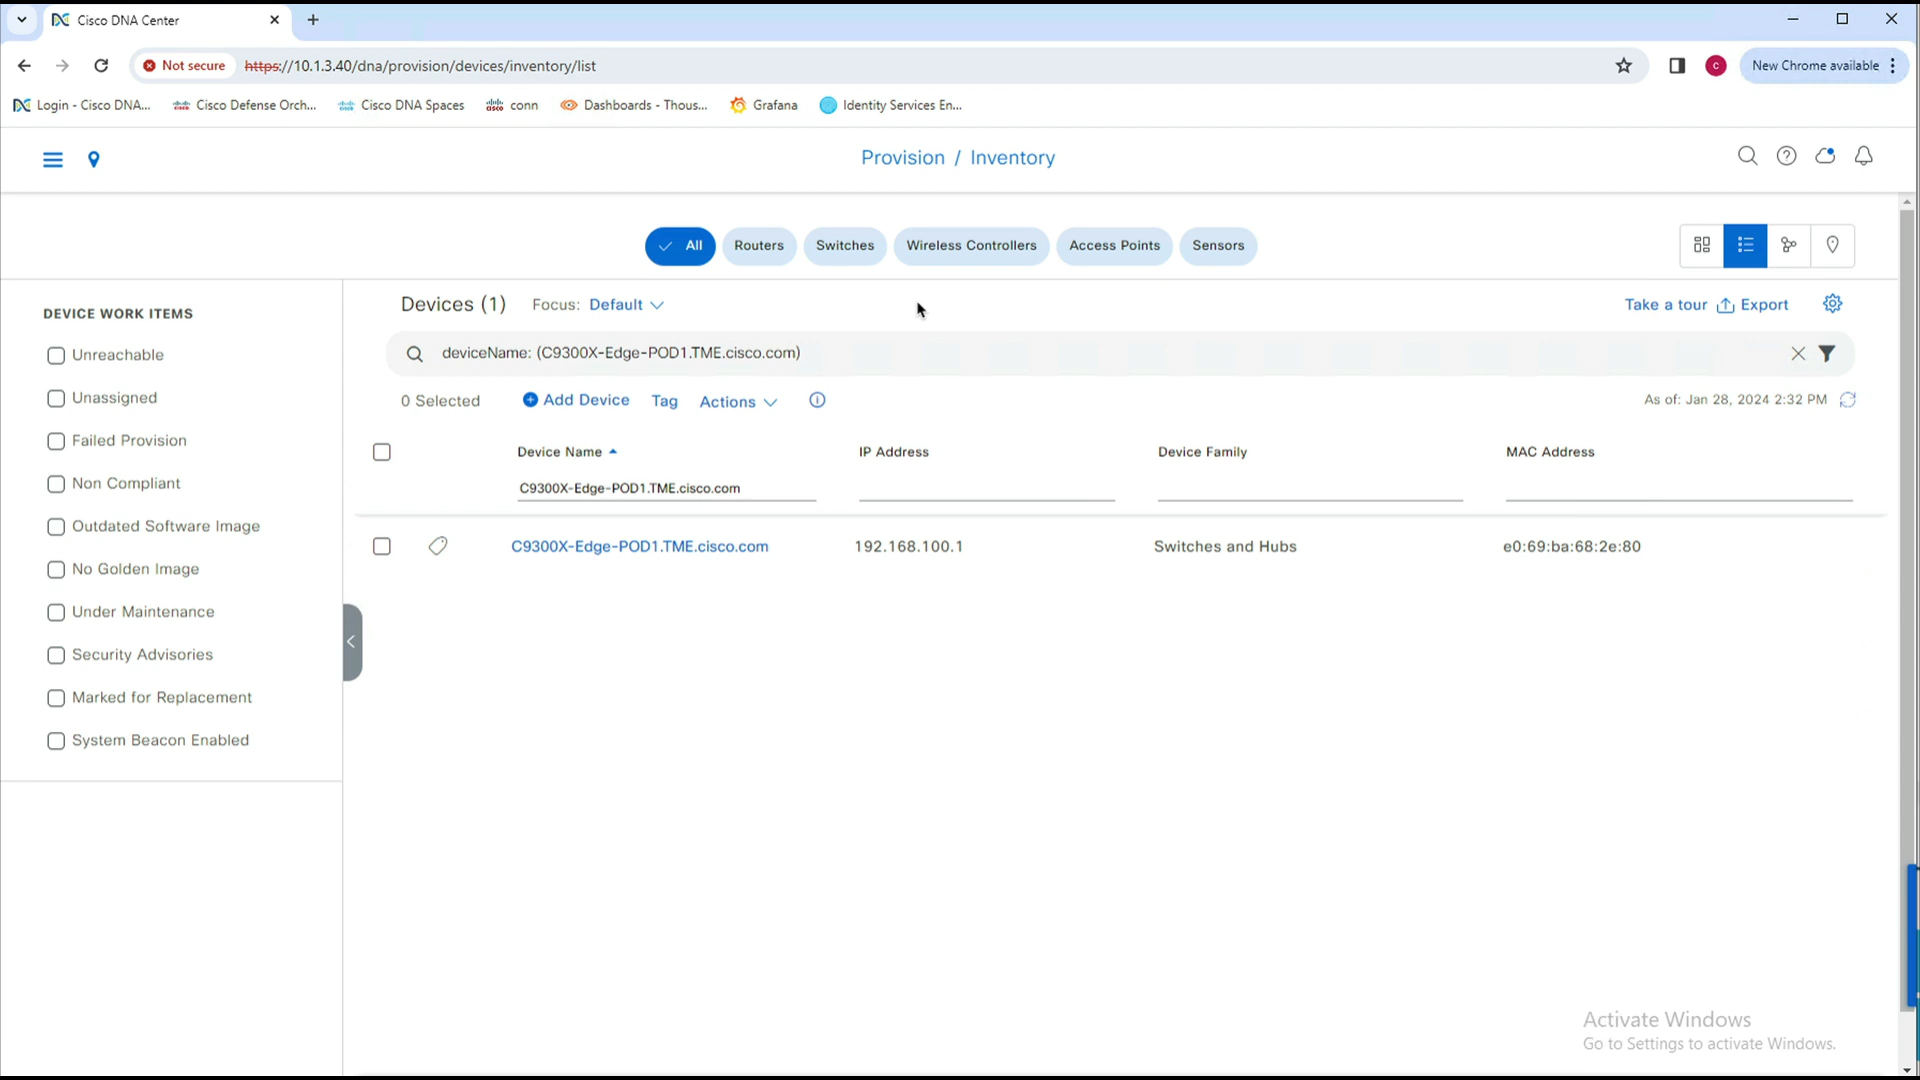 Cisco DNA Center
Not secure https://10.1.3.40/dna/provision/devices/inventory/list
New Chrome available
Login - Cisco DNA... Cisco Defense Orch... Cisco DNA Spaces conn Dashboards - Thous... Grafana Identity Services En...
Provision / Inventory
All Routers Switches Wireless Controllers Access Points Sensors
DEVICE WORK ITEMS
Unreachable
Unassigned
Failed Provision
Non Compliant
Outdated Software Image
No Golden Image
Under Maintenance
Security Advisories
Marked for Replacement
System Beacon Enabled
Devices (1) Focus: Default Take a tour Export
deviceName: (C9300X-Edge-POD1.TME.cisco.com)
0 Selected Add Device Tag Actions As of: Jan 28, 2024 2:32 PM
Device Name IP Address Device Family MAC Address
C9300X-Edge-POD1.TME.cisco.com
C9300X-Edge-POD1.TME.cisco.com 192.168.100.1 Switches and Hubs e0:69:ba:68:2e:80
Activate Windows
Go to Settings to activate Windows.